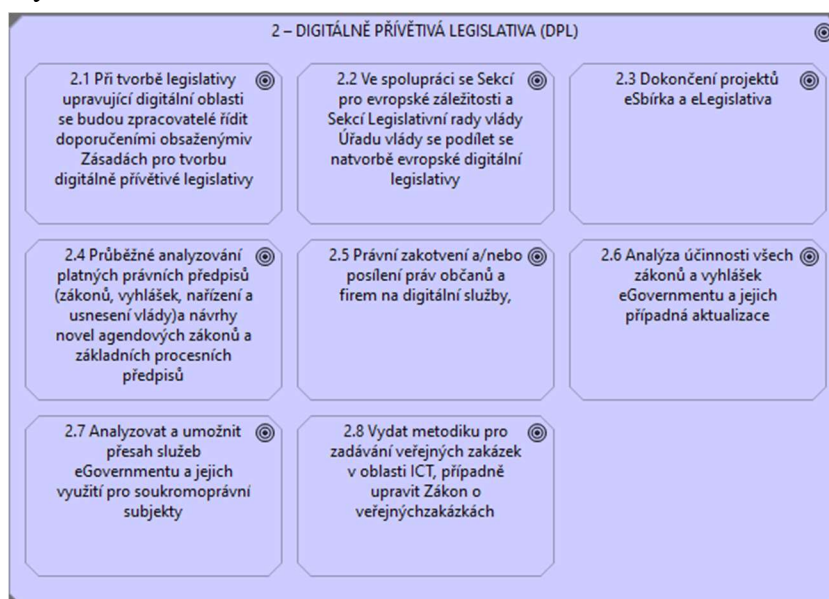 2 – DIGITÁLNĚ PŘÍVĚTIVÁ LEGISLATIVA (DPL)
2.1 Při tvorbě legislativy
upravující digitální oblasti
se budou zpracovatelé řídit
doporučeními obsaženýmiv
Zásadách pro tvorbu
digitálně přívětivé legislativy
2.2 Ve spolupráci se Sekcí
pro evropské záležitosti a
Sekcí Legislativní rady vlády
Úřadu vlády se podílet se
natvorbě evropské digitální
legislativy
2.3 Dokončení projektů
eSbírka a eLegislativa
2.4 Průběžné analyzování
platných právních předpisů
(zákonů, vyhlášek, nařízení a
usnesení vlády)a návrhy
novel agendových zákonů a
základních procesních
předpisů
2.5 Právní zakotvení a/nebo
posílení práv občanů a
firem na digitální služby,
2.6 Analýza účinnosti všech
zákonů a vyhlášek
eGovernmentu a jejich
případná aktualizace
2.7 Analyzovat a umožnit
přesah služeb
eGovernmentu a jejich
využití pro soukromoprávní
subjekty
2.8 Vydat metodiku pro
zadávání veřejných zakázek
v oblasti ICT, případně
upravit Zákon o
veřejnýchzakázkách